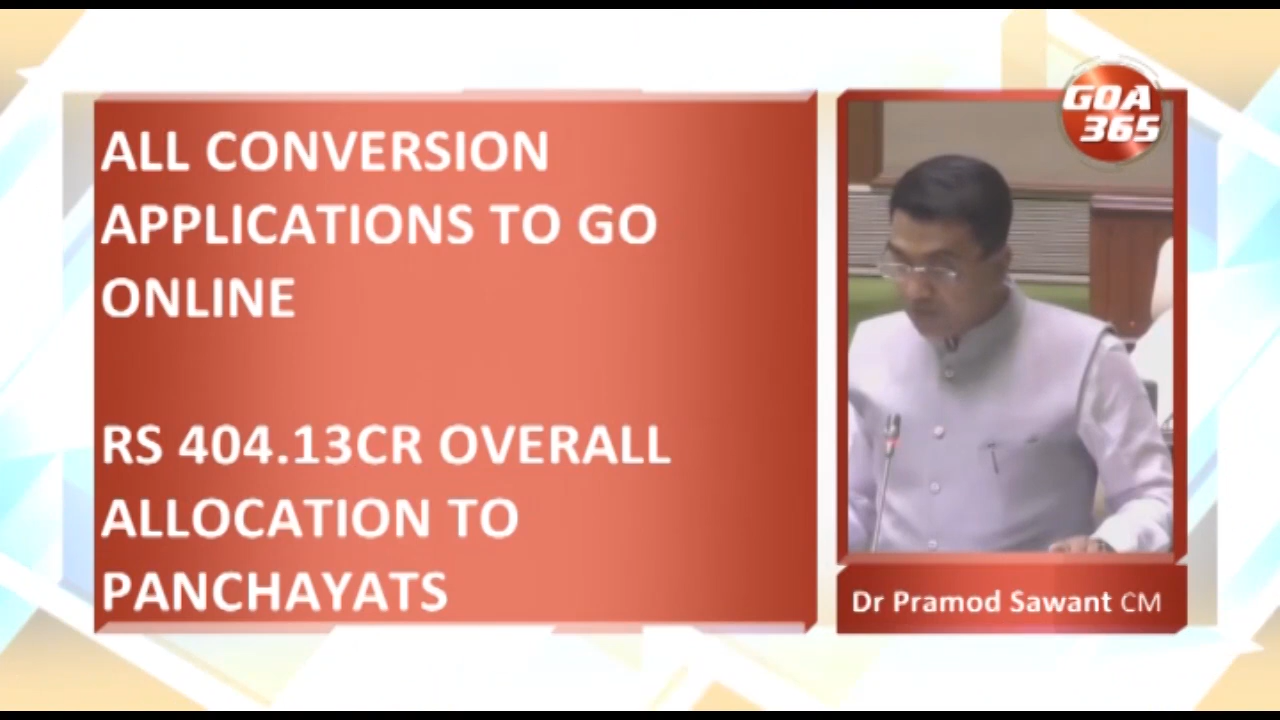 ALL CONVERSION
APPLICATIONS TO GO
ONLINE
RS 404.13CR OVERALL
ALLOCATION TO
PANCHAYATS
GOA
365
Dr Pramod Sawant CM